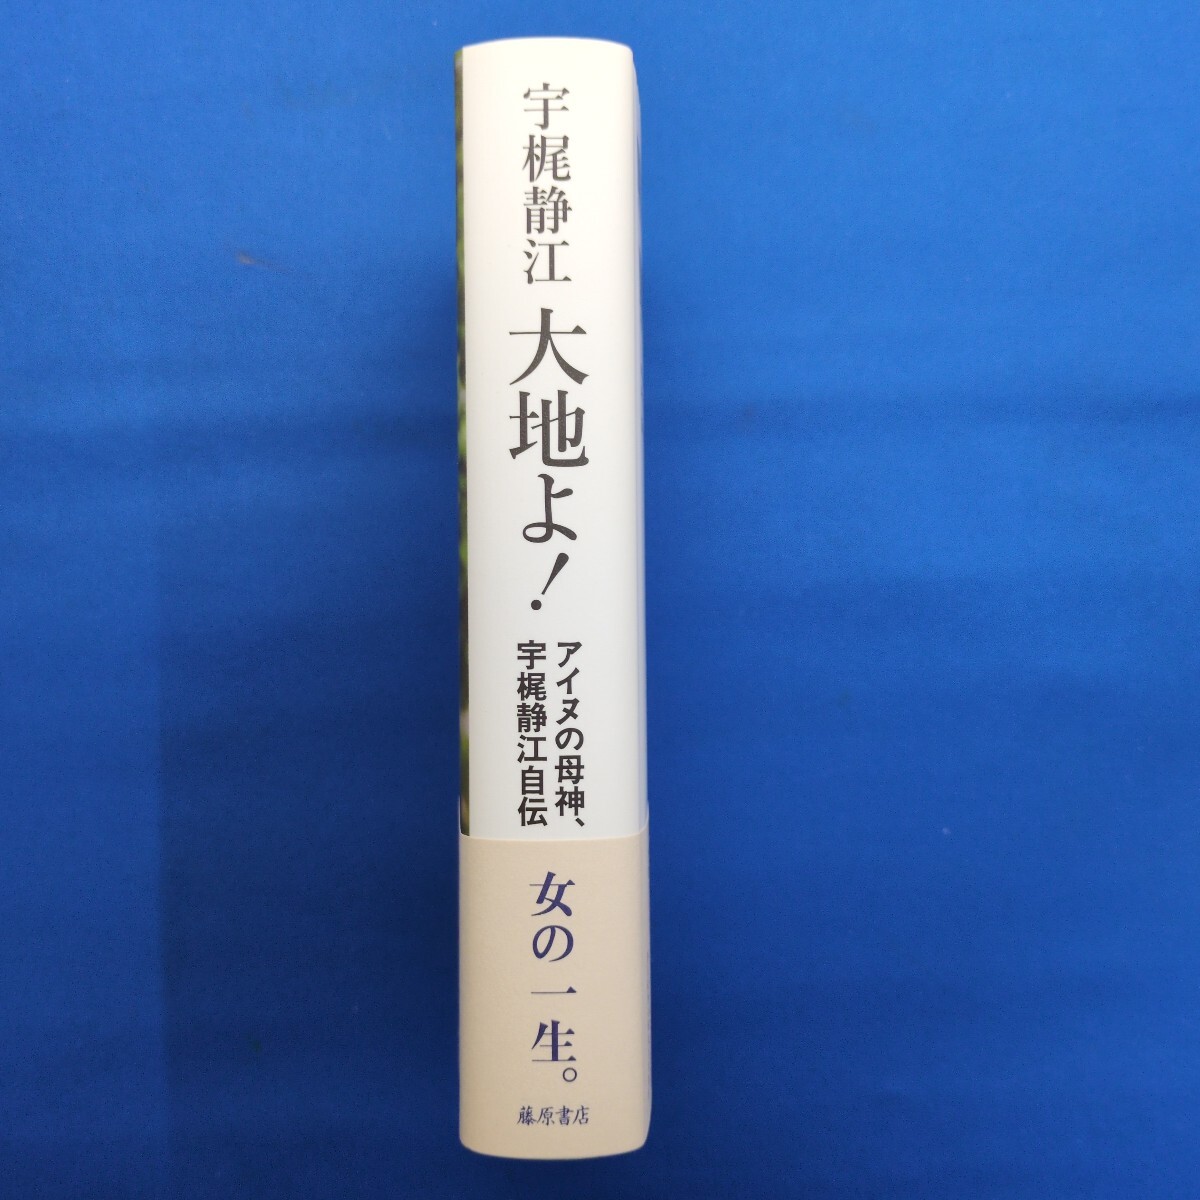 宇梶静江
大地よ!
アイヌの母神、
宇梶静江自伝
女の一生。
藤原書店